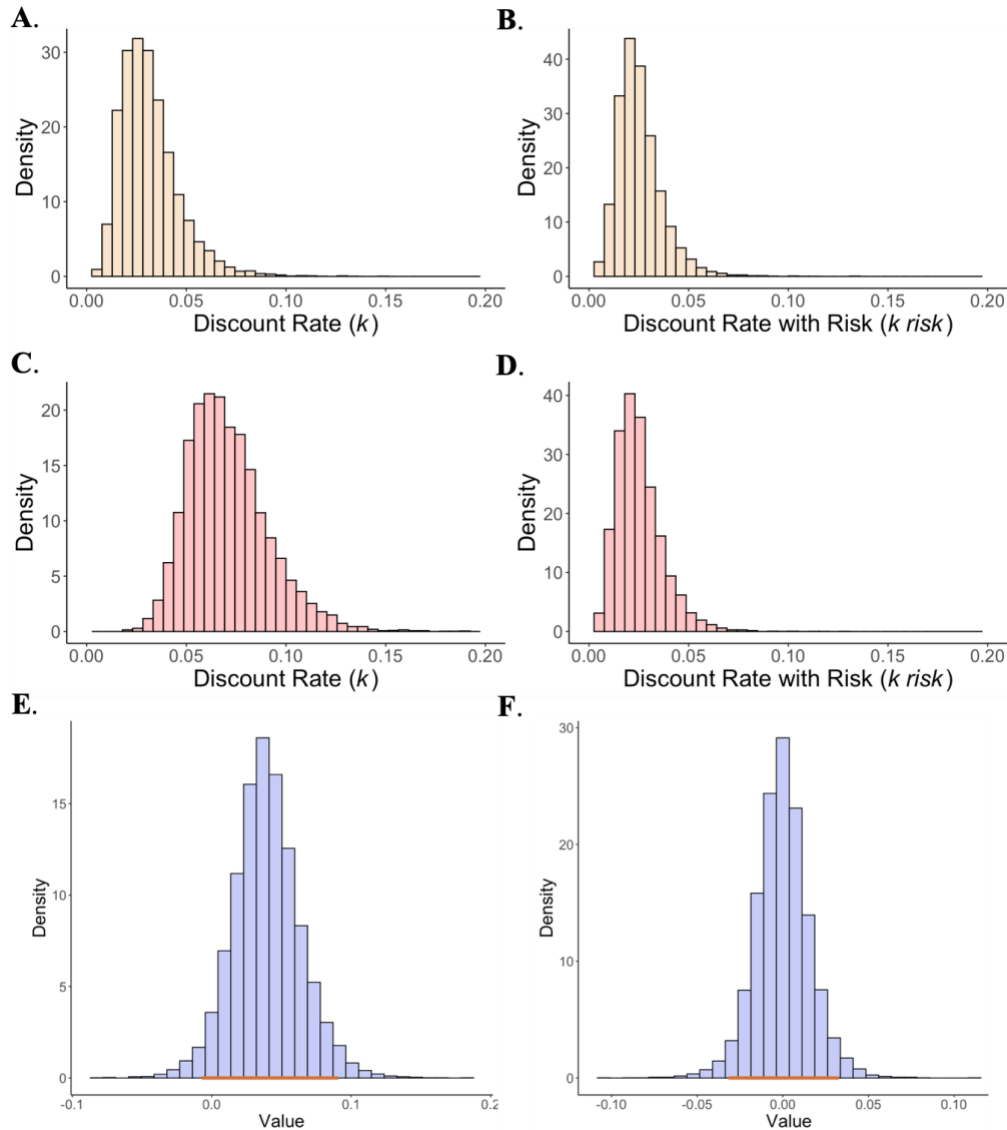 A.
B.
Density
30
20
10
0
0.00 0.05 0.10 0.15 0.20
Discount Rate (k)
Density
40
30
20
10
0
0.00 0.05 0.10 0.15 0.20
Discount Rate with Risk (k risk)
C.
D.
Density
20
15
10
5
0
0.00 0.05 0.10 0.15 0.20
Discount Rate (k)
Density
40
30
20
10
0
0.00 0.05 0.10 0.15 0.20
Discount Rate with Risk (k risk)
E.
F.
Density
15
10
5
0
-0.1 0.0 0.1 0.2
Value
Density
30
20
10
0
-0.10 -0.05 0.00 0.05 0.10
Value